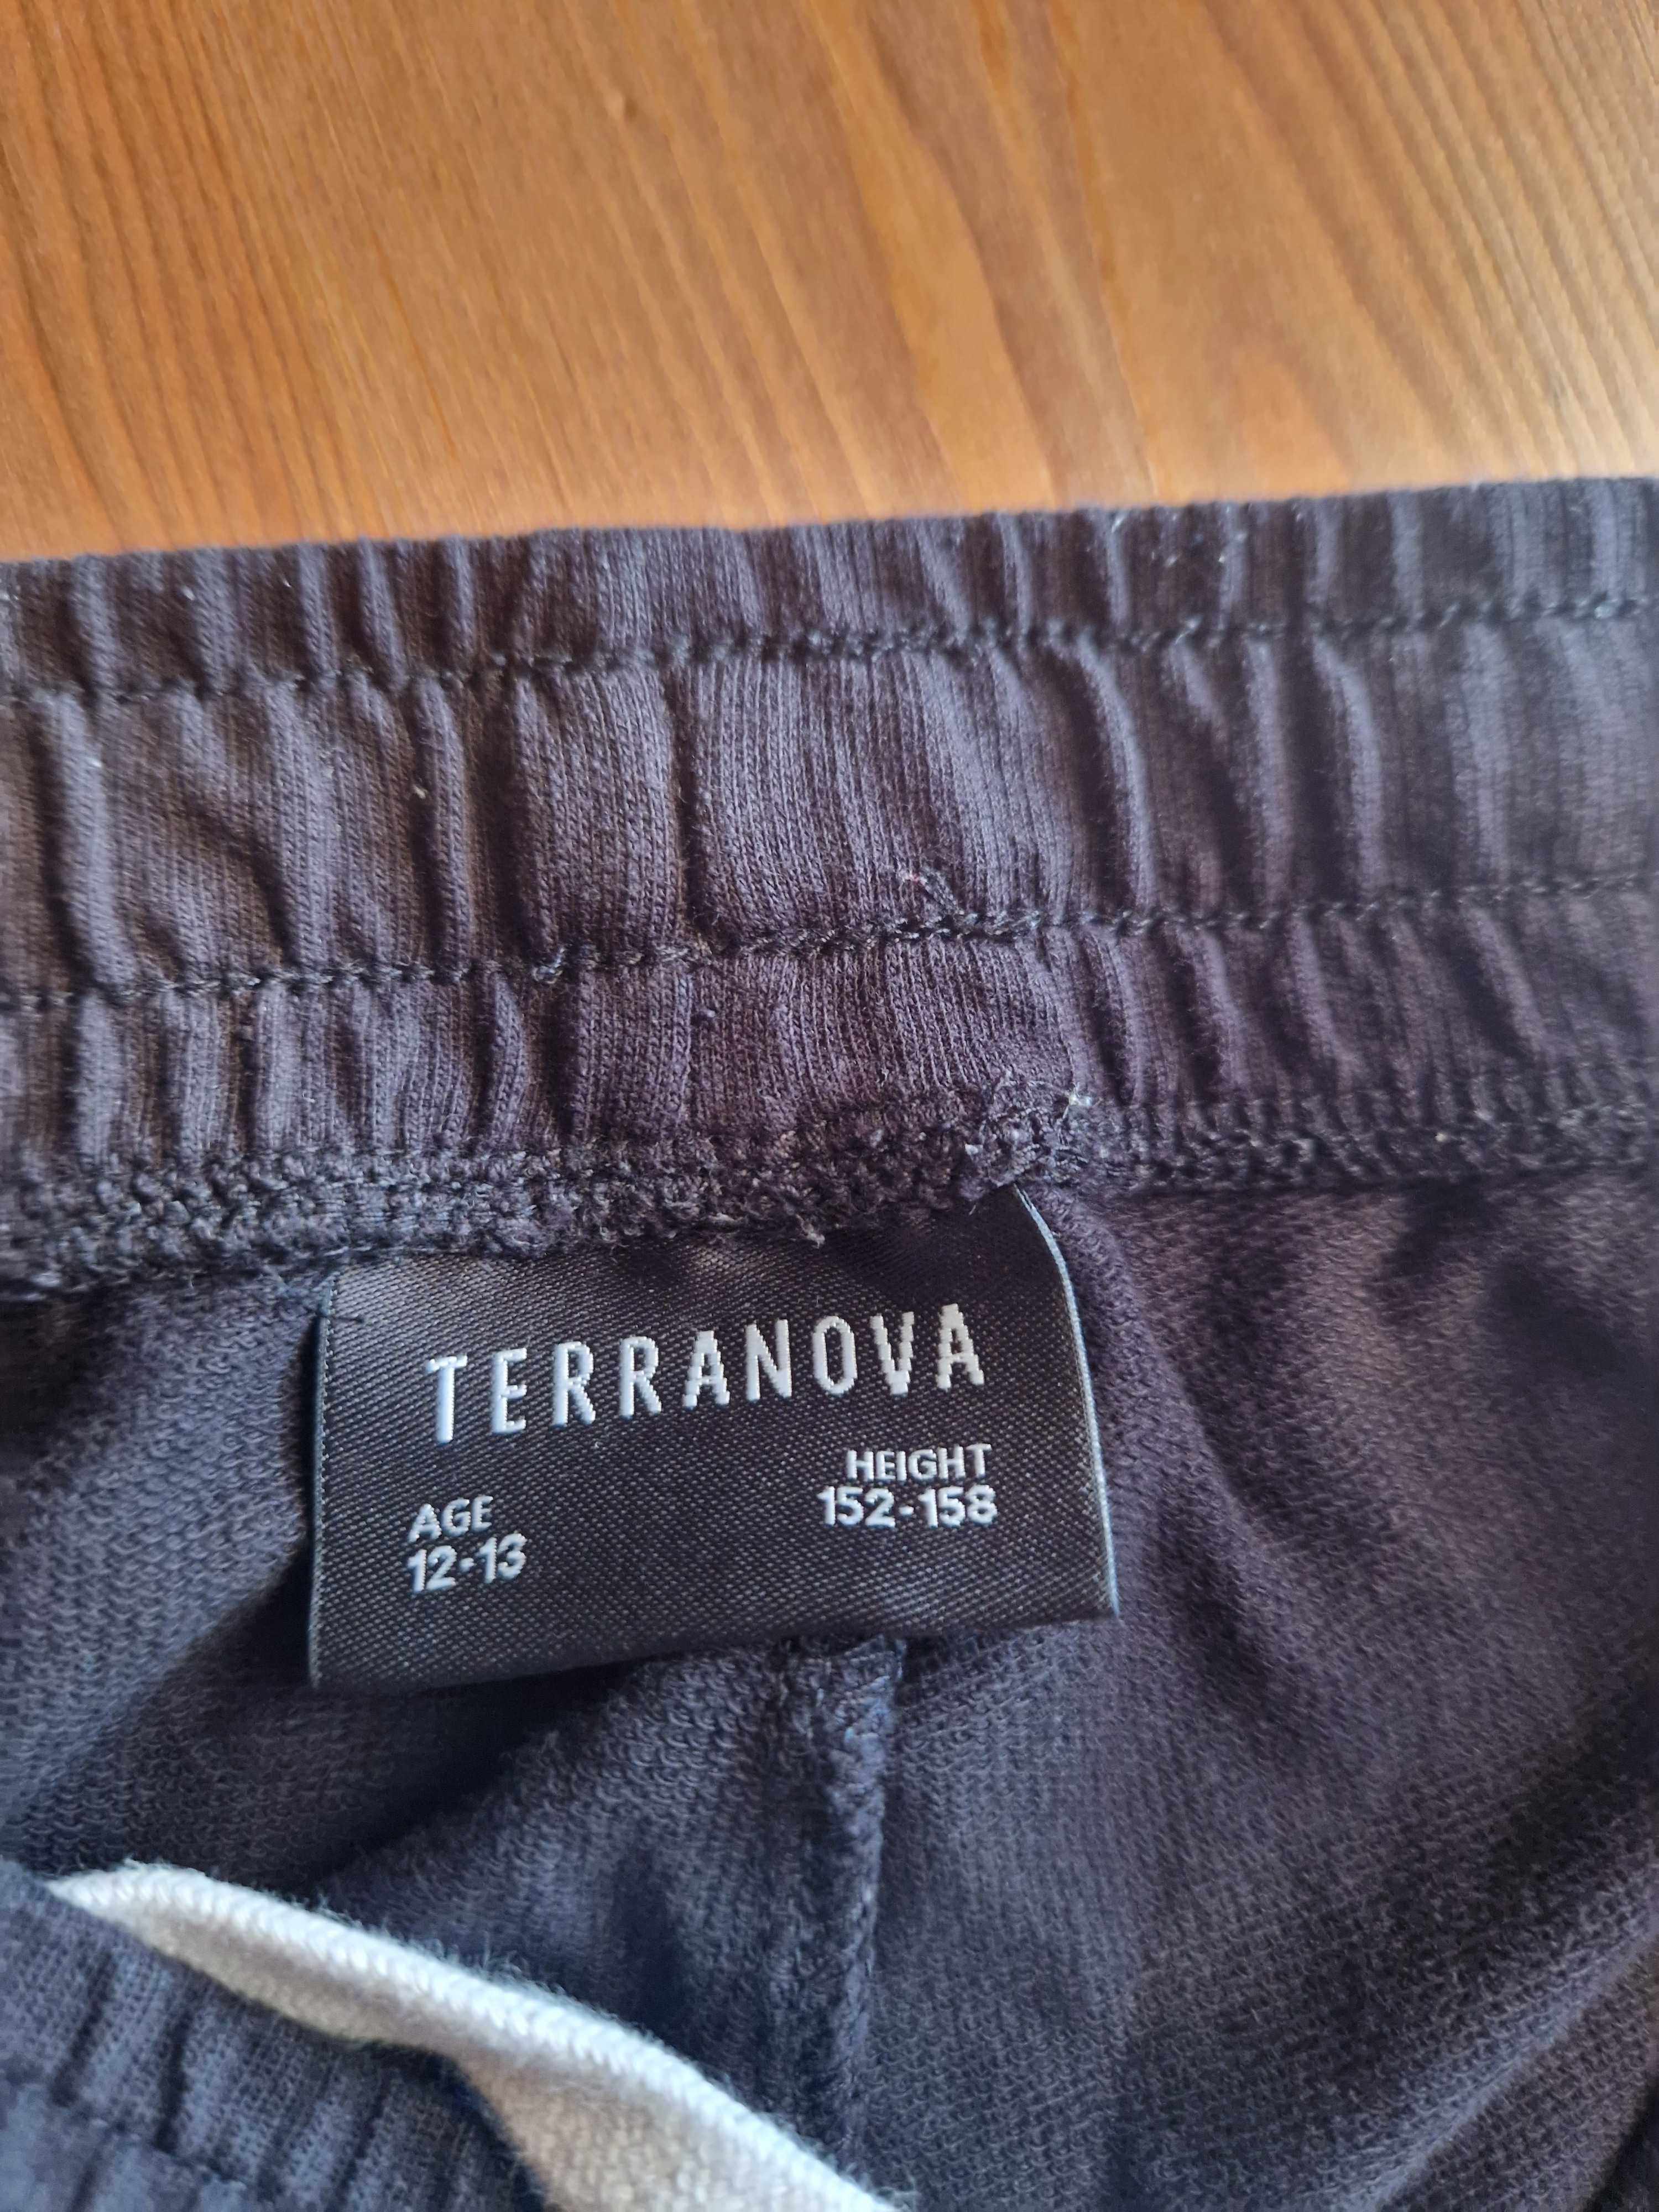 TERRANOVA
HEIGHT
152-158
AGE
12-13